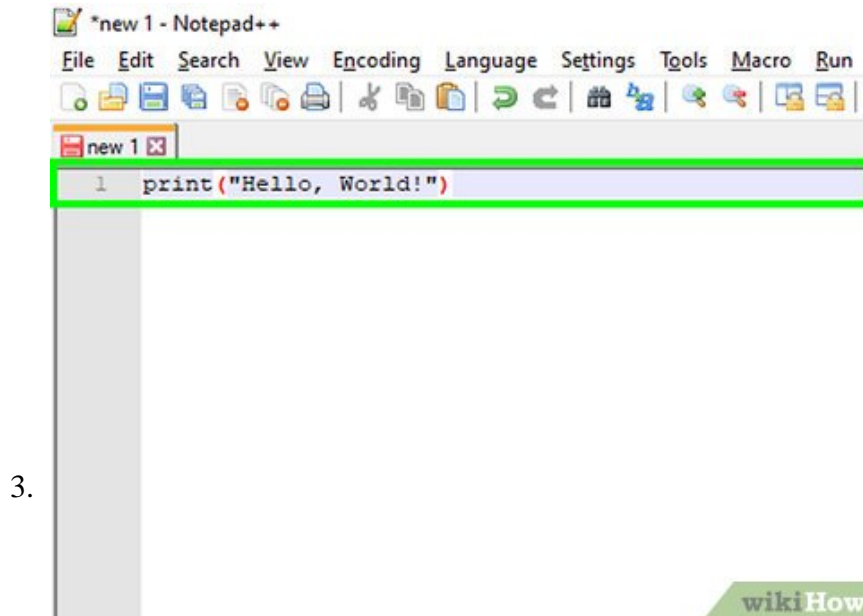 *new 1 - Notepad++
File Edit Search View Encoding Language Settings Tools Macro Run
new 1
1 print("Hello, World!")
3.
wikiHow